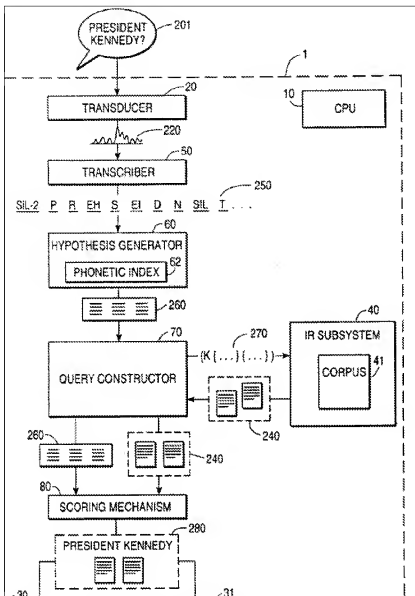 PRESIDENT
KENNEDY?
201
1
20
TRANSDUCER
10
CPU
220
50
TRANSCRIBER
250
SIL-2 P R EH S EI D N SIL T . . .
60
HYPOTHESIS GENERATOR
PHONETIC INDEX
62
260
70
QUERY CONSTRUCTOR
270
(K{...}{...})
40
IR SUBSYSTEM
CORPUS
41
240
260
240
80
SCORING MECHANISM
280
PRESIDENT KENNEDY
30
31